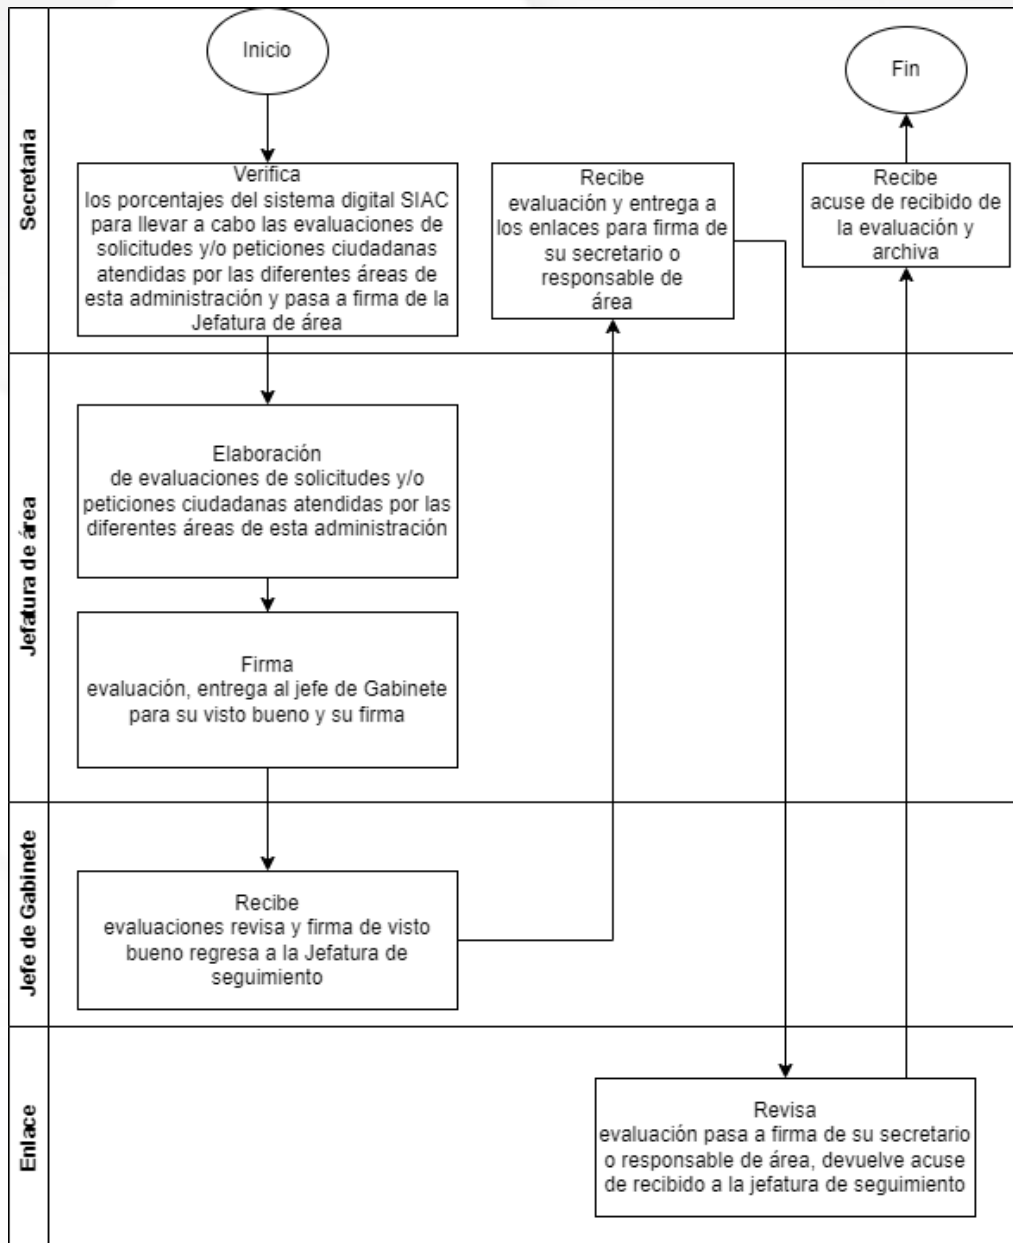 Secretaria
Inicio
Verifica
los porcentajes del sistema digital SIAC
para llevar a cabo las evaluaciones de
solicitudes y/o peticiones ciudadanas
atendidas por las diferentes áreas de
esta administración y pasa a firma de la
Jefatura de área
Recibe
evaluación y entrega a
los enlaces para firma de
su secretario o
responsable de
área
Fin
Recibe
acuse de recibido de
la evaluación y
archiva
Jefatura de área
Elaboración
de evaluaciones de solicitudes y/o
peticiones ciudadanas atendidas por las
diferentes áreas de esta administración
Firma
evaluación, entrega al jefe de Gabinete
para su visto bueno y su firma
Jefe de Gabinete
Recibe
evaluaciones revisa y firma de visto
bueno regresa a la Jefatura de
seguimiento
Enlace
Revisa
evaluación pasa a firma de su secretario
o responsable de área, devuelve acuse
de recibido a la jefatura de seguimiento